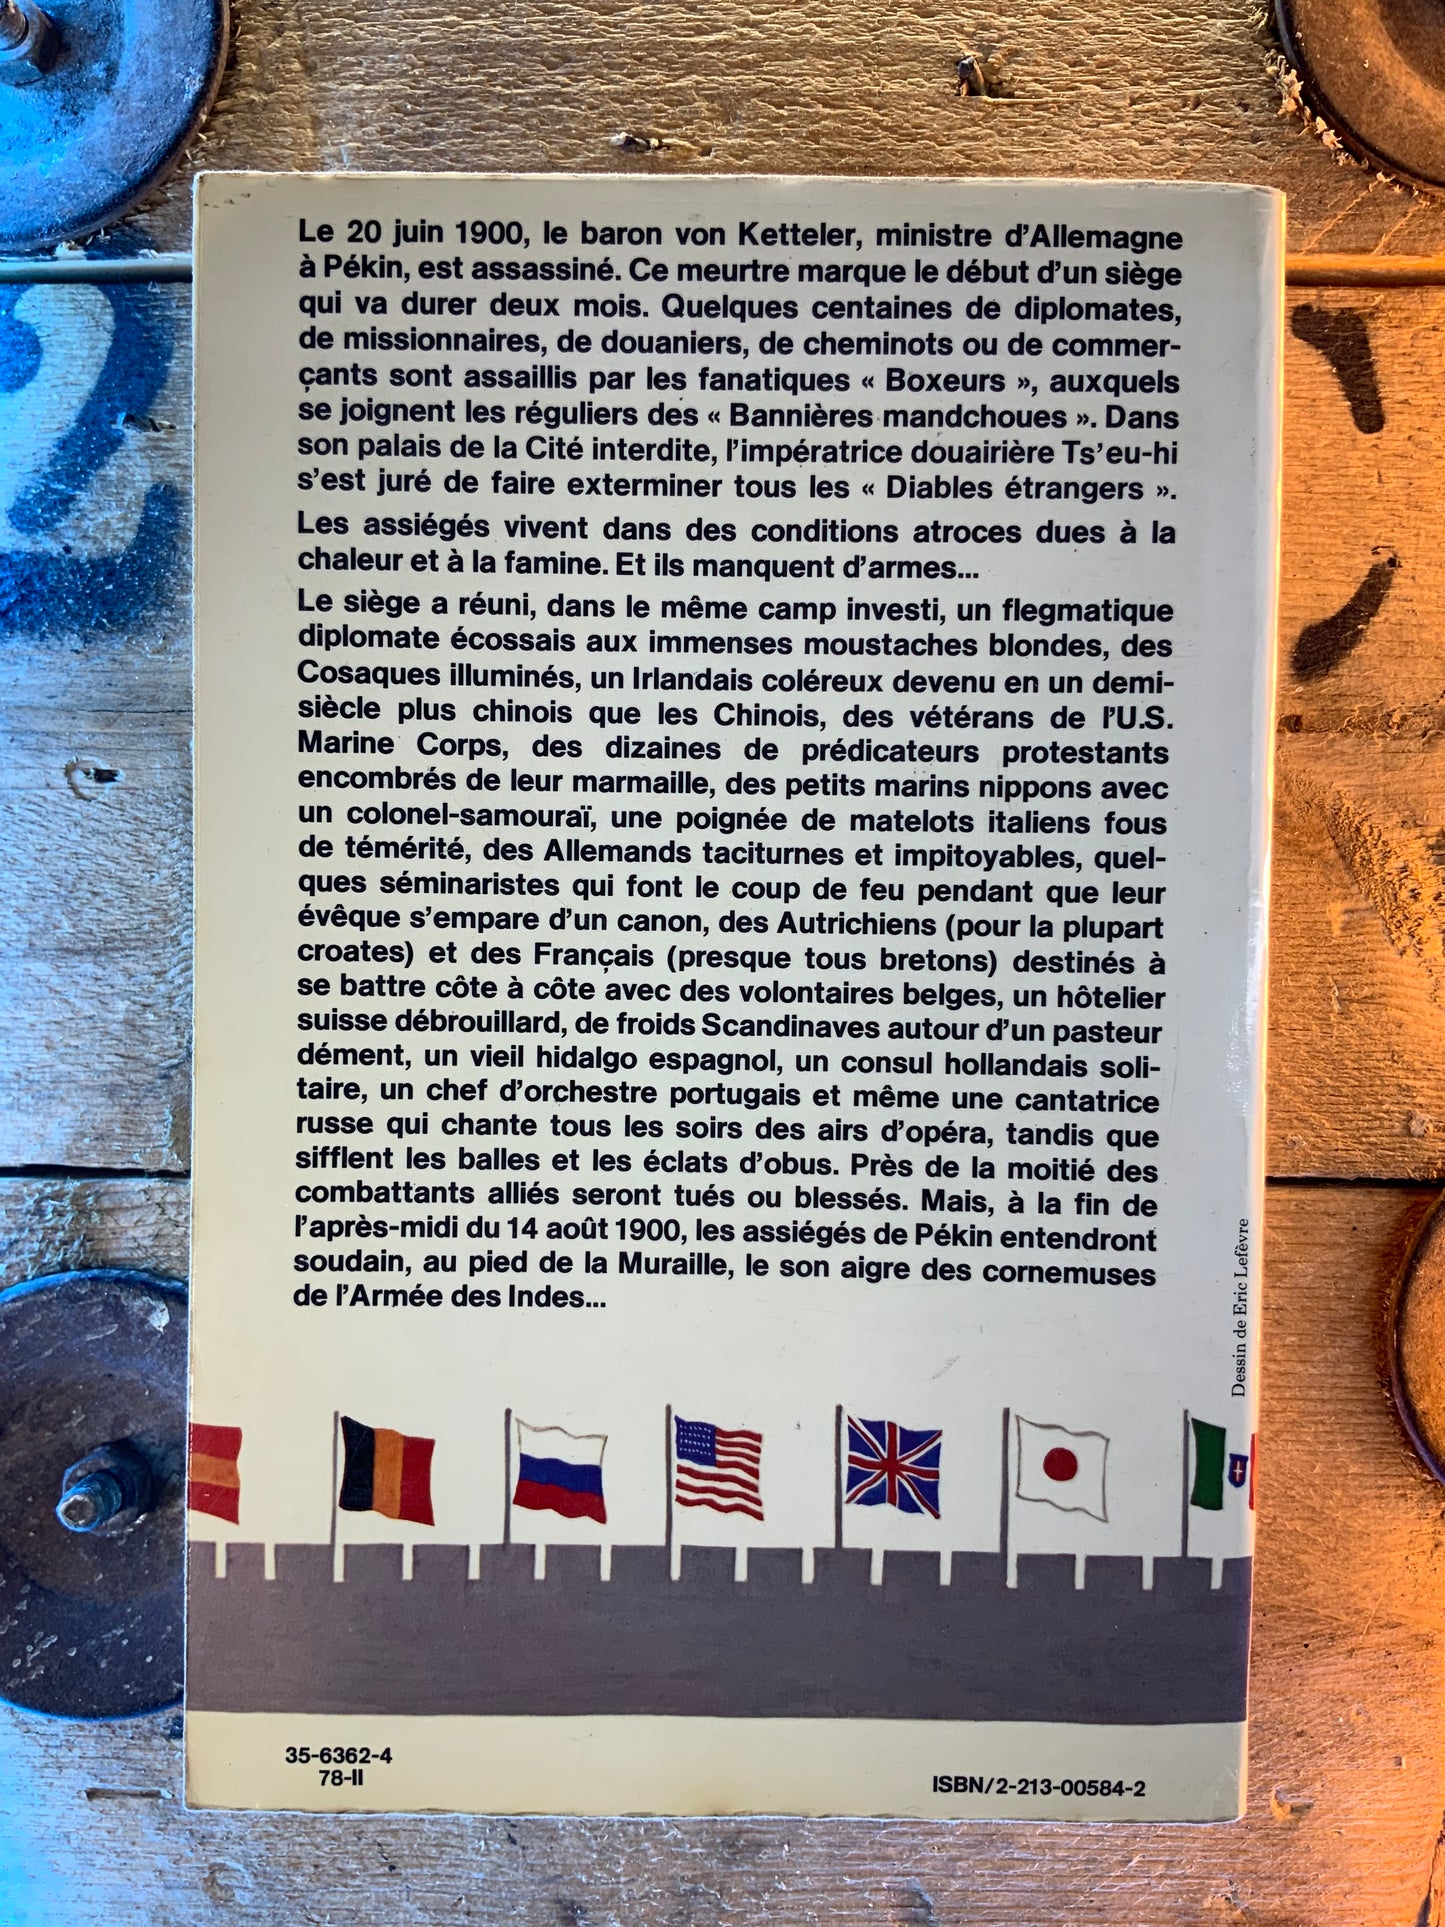 Le 20 juin 1900, le baron von Ketteler, ministre d'Allemagne
à Pékin, est assassiné. Ce meurtre marque le début d'un siège
qui va durer deux mois. Quelques centaines de diplomates,
de missionnaires, de douaniers, de cheminots ou de commer-
çants sont assaillis par les fanatiques « Boxeurs », auxquels
se joignent les réguliers des « Bannières mandchoues ». Dans
son palais de la Cité interdite, l'impératrice douairière Ts'eu-hi
s'est juré de faire exterminer tous les « Diables étrangers ».
Les assiégés vivent dans des conditions atroces dues à la
chaleur et à la famine. Et ils manquent d'armes...
Le siège a réuni, dans le même camp investi, un flegmatique
diplomate écossais aux immenses moustaches blondes, des
Cosaques illuminés, un Irlandais coléreux devenu en un demi-
siècle plus chinois que les Chinois, des vétérans de l'U.S.
Marine Corps, des dizaines de prédicateurs protestants
encombrés de leur marmaille, des petits marins nippons avec
un colonel-samouraï, une poignée de matelots italiens fous
de témérité, des Allemands taciturnes et impitoyables, quel-
ques séminaristes qui font le coup de feu pendant que leur
évêque s'empare d'un canon, des Autrichiens (pour la plupart
croates) et des Français (presque tous bretons) destinés à
se battre côte à côte avec des volontaires belges, un hôtelier
suisse débrouillard, de froids Scandinaves autour d'un pasteur
dément, un vieil hidalgo espagnol, un consul hollandais soli-
taire, un chef d'orchestre portugais et même une cantatrice
russe qui chante tous les soirs des airs d'opéra, tandis que
sifflent les balles et les éclats d'obus. Près de la moitié des
combattants alliés seront tués ou blessés. Mais, à la fin de
l'après-midi du 14 août 1900, les assiégés de Pékin entendront
soudain, au pied de la Muraille, le son aigre des cornemuses
de l'Armée des Indes...
Dessin de Eric Lefèvre
35-6362-4
78-II
ISBN/2-213-00584-2